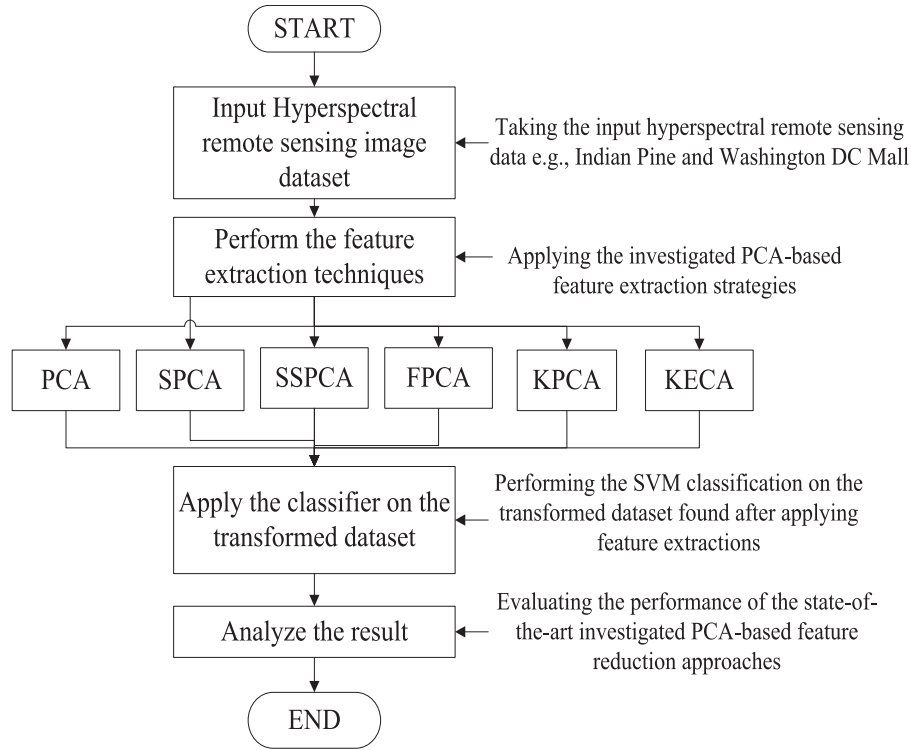 START
Input Hyperspectral
remote sensing image
dataset
Taking the input hyperspectral remote sensing
data e.g., Indian Pine and Washington DC Mall
Perform the feature
extraction techniques
Applying the investigated PCA-based
feature extraction strategies
PCA
SPCA
SSPCA
FPCA
KPCA
KECA
Apply the classifier on the
transformed dataset
Performing the SVM classification on the
transformed dataset found after applying
feature extractions
Analyze the result
Evaluating the performance of the state-of-
the-art investigated PCA-based feature
reduction approaches
END